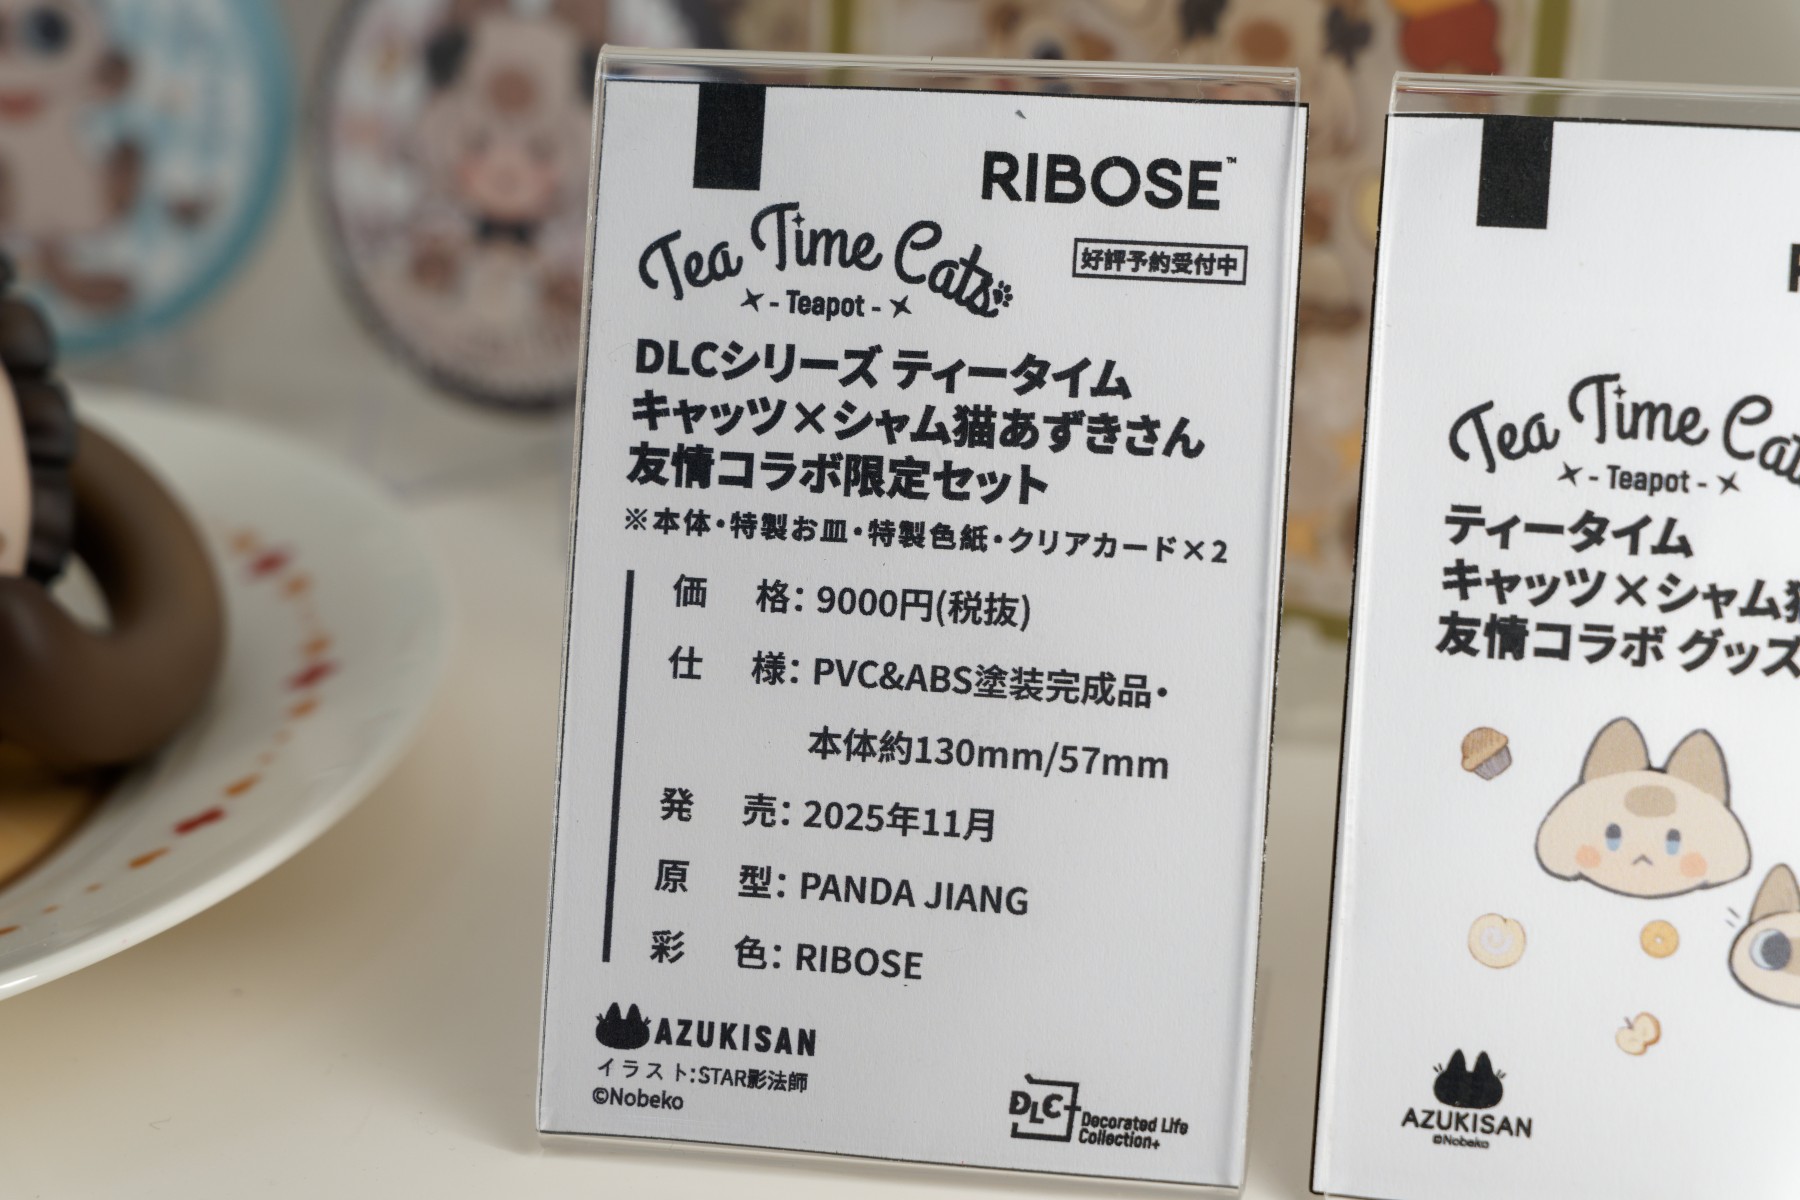 RIBOSE™
Tea Time Cats
- Teapot -
好評予約受付中
DLCシリーズ ティータイム
キャッツ×シャム猫あずきさん
友情コラボ限定セット
※本体・特製お皿・特製色紙・クリアカード×2
価 格：9000円(税抜)
仕 様：PVC&ABS塗装完成品・
本体約130mm/57mm
発 売：2025年11月
原 型：PANDA JIANG
彩 色：RIBOSE
AZUKISAN
イラスト:STAR影法師
©Nobeko
DLC+ Decorated Life
Collection+
Tea Time Cat
- Teapot -
ティータイム
キャッツ×シャム猫
友情コラボ グッズ
AZUKISAN
©Nobeko